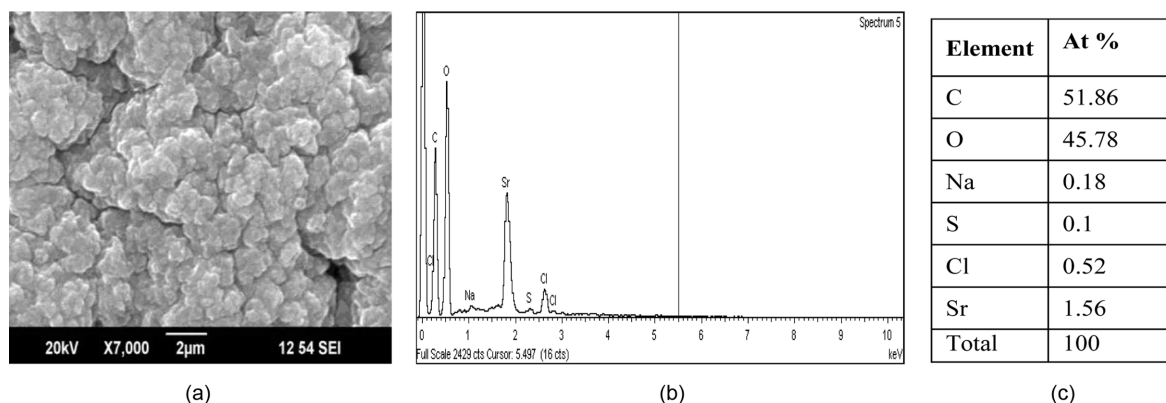 20kV X7,000 2µm 12 54 SEI
(a)
Spectrum 5
O
C
Sr
Cl
Cl
Na
S
Cl
0 1 2 3 4 5 6 7 8 9 10
Full Scale 2429 cts Cursor: 5.497 (16 cts) keV
(b)
Element At %
C 51.86
O 45.78
Na 0.18
S 0.1
Cl 0.52
Sr 1.56
Total 100
(c)